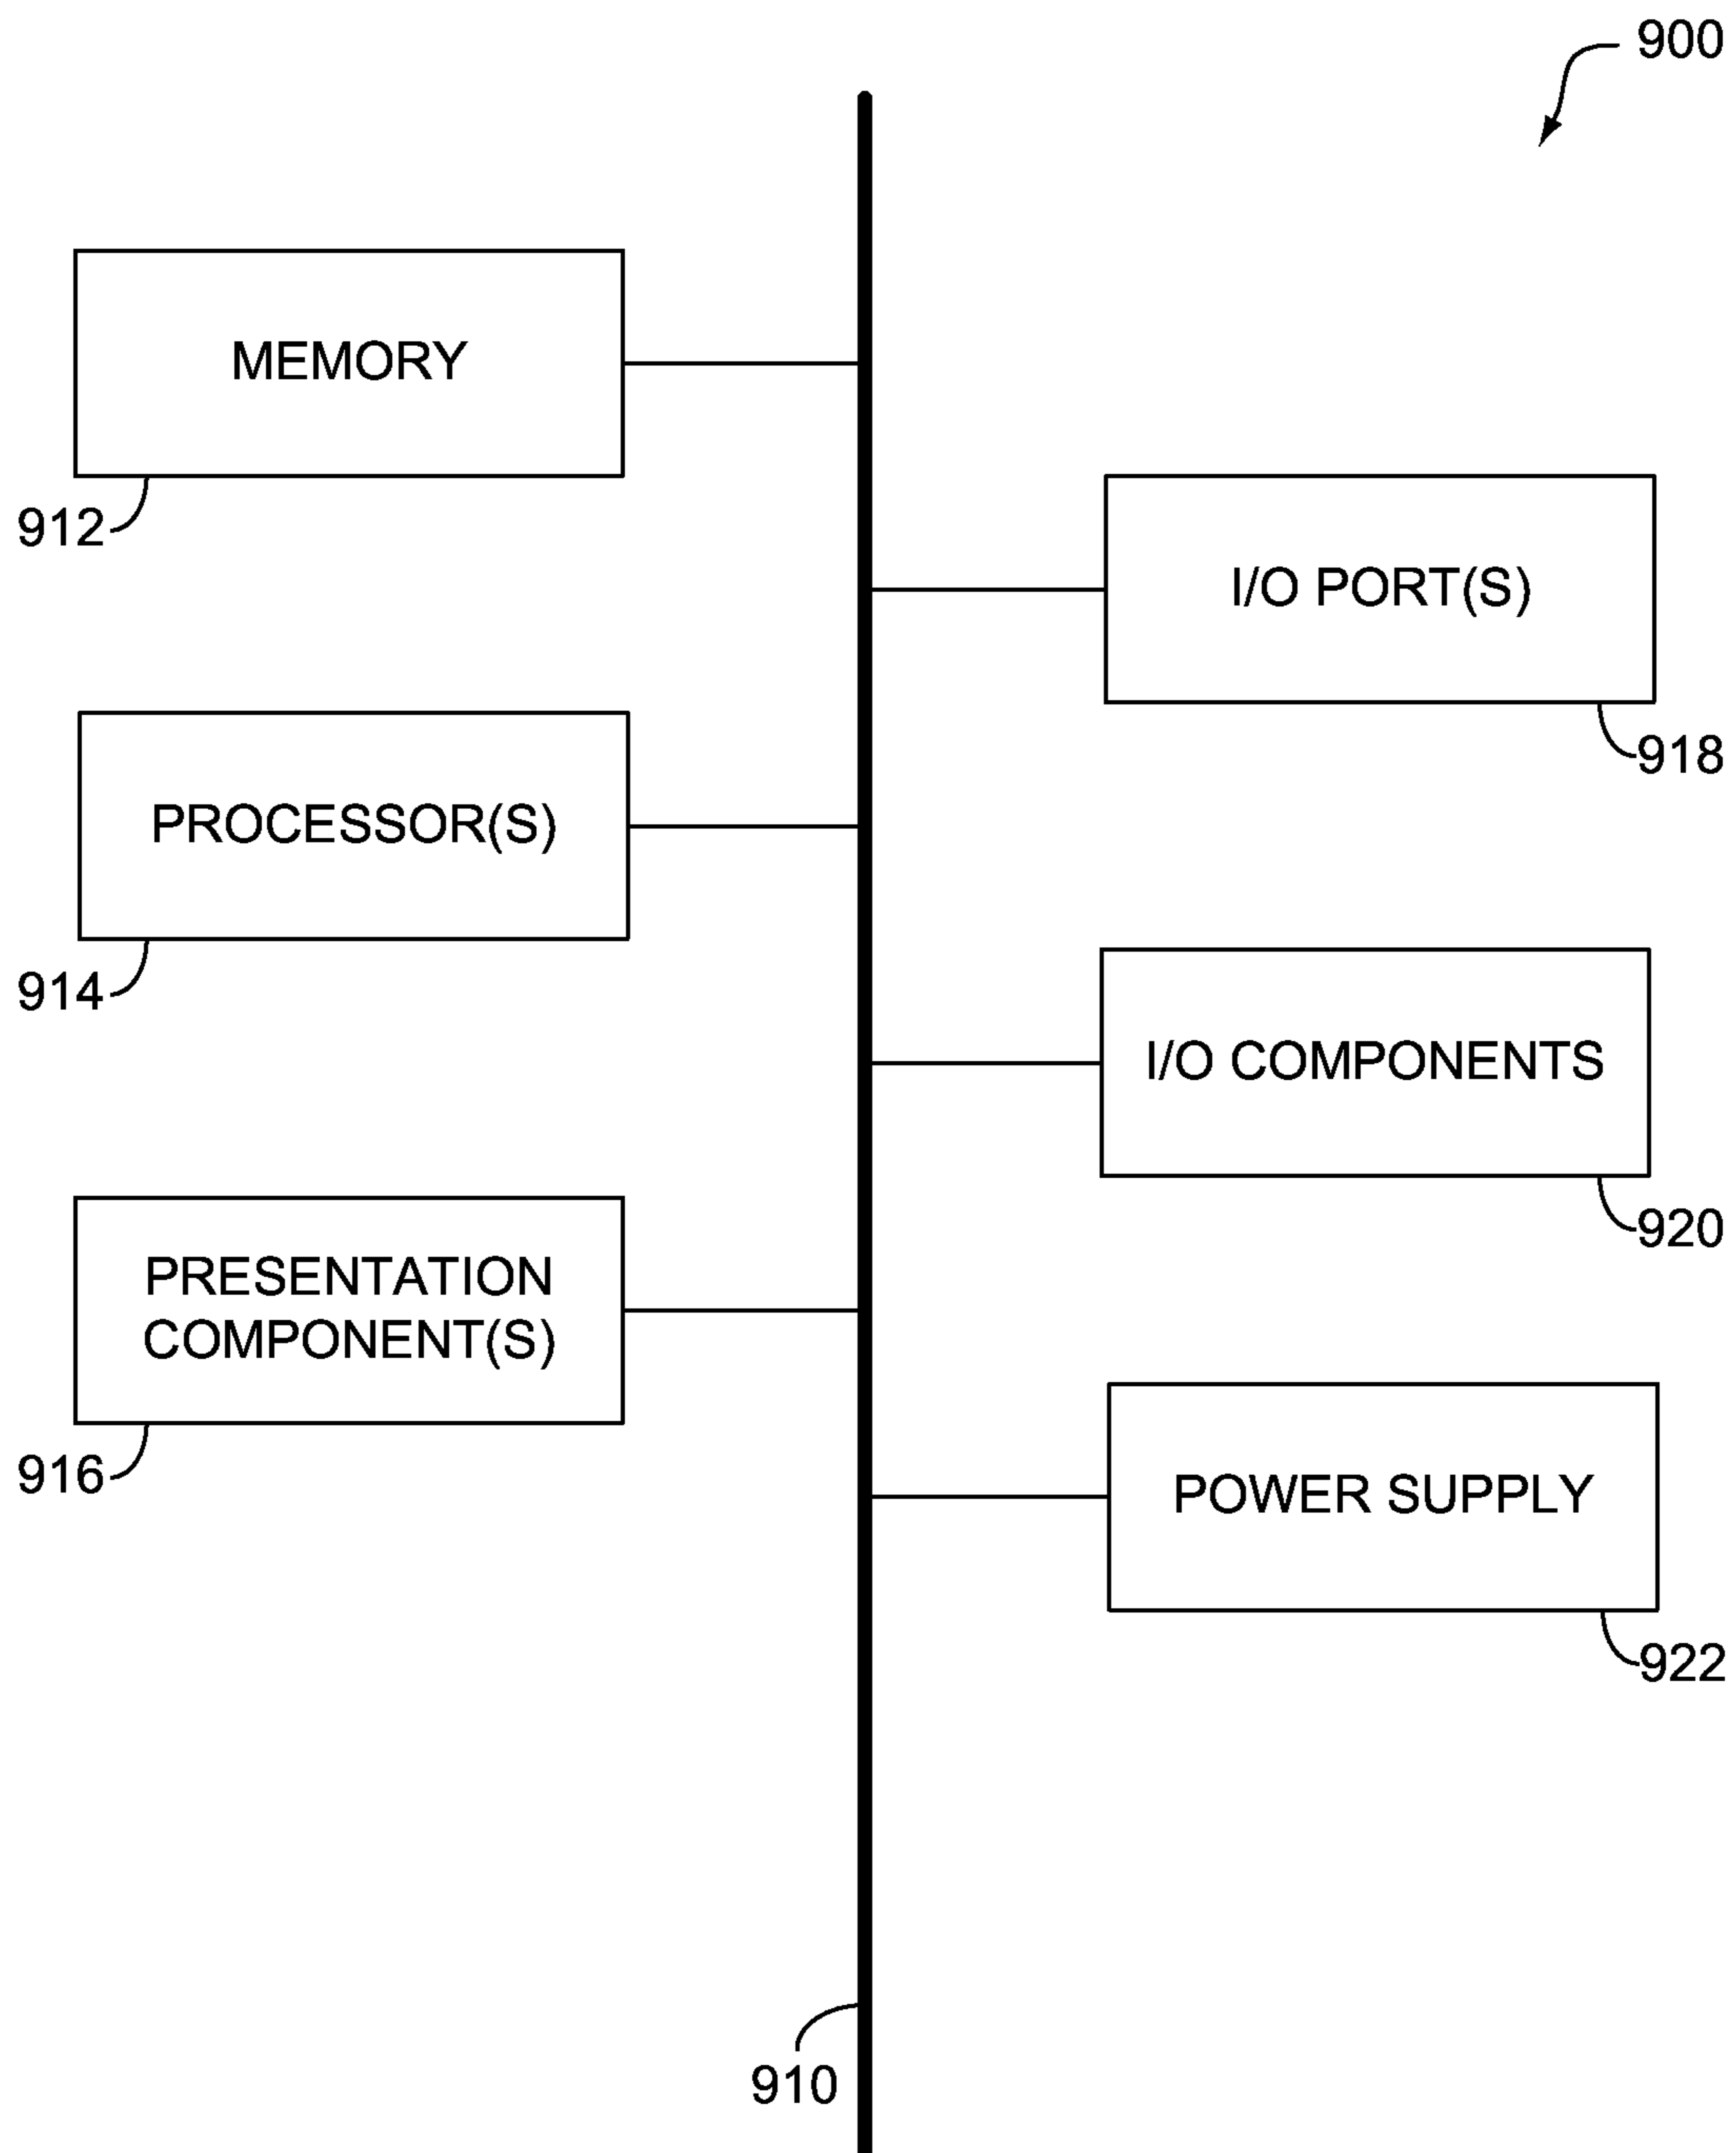 900
MEMORY
912
I/O PORT(S)
918
PROCESSOR(S)
914
I/O COMPONENTS
920
PRESENTATION
COMPONENT(S)
916
POWER SUPPLY
922
910